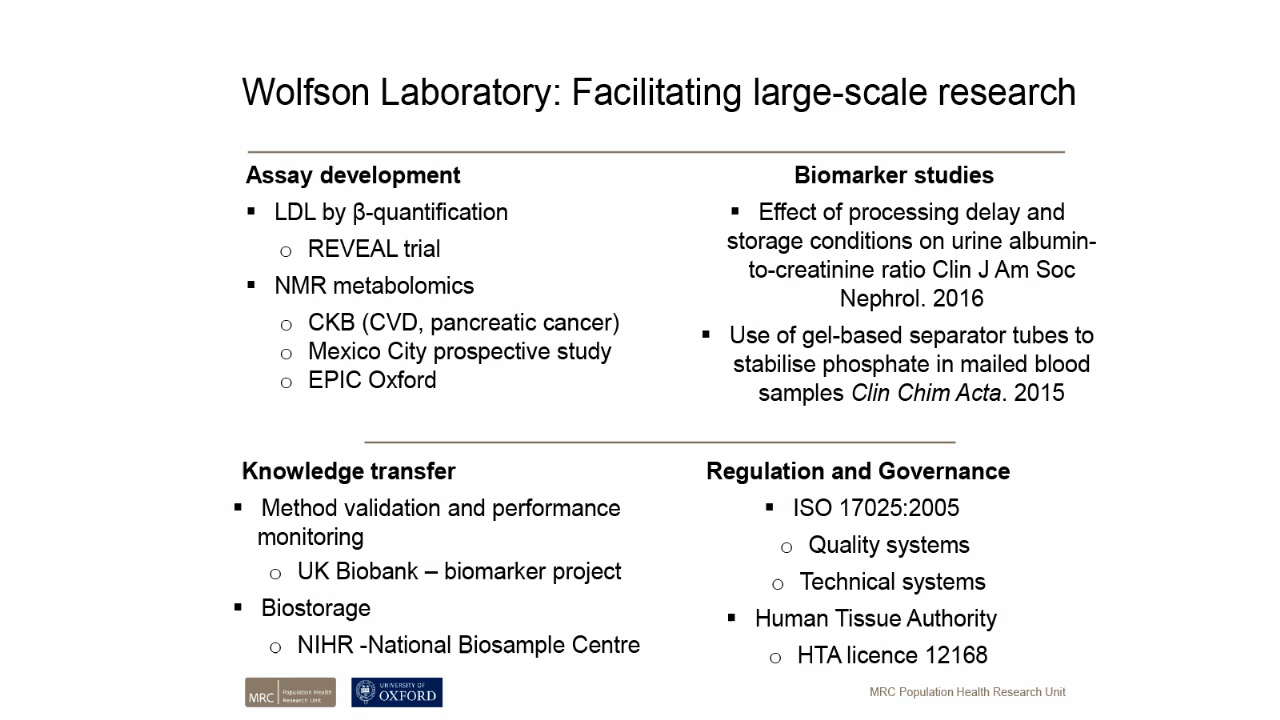 Wolfson Laboratory: Facilitating large-scale research
Assay development
▪ LDL by β-quantification
o REVEAL trial
▪ NMR metabolomics
o CKB (CVD, pancreatic cancer)
o Mexico City prospective study
o EPIC Oxford
Biomarker studies
▪ Effect of processing delay and
storage conditions on urine albumin-
to-creatinine ratio Clin J Am Soc
Nephrol. 2016
▪ Use of gel-based separator tubes to
stabilise phosphate in mailed blood
samples Clin Chim Acta. 2015
Knowledge transfer
▪ Method validation and performance
monitoring
o UK Biobank – biomarker project
▪ Biostorage
o NIHR -National Biosample Centre
Regulation and Governance
▪ ISO 17025:2005
o Quality systems
o Technical systems
▪ Human Tissue Authority
o HTA licence 12168
MRC
Population Health
Research Unit
UNIVERSITY OF
OXFORD
MRC Population Health Research Unit